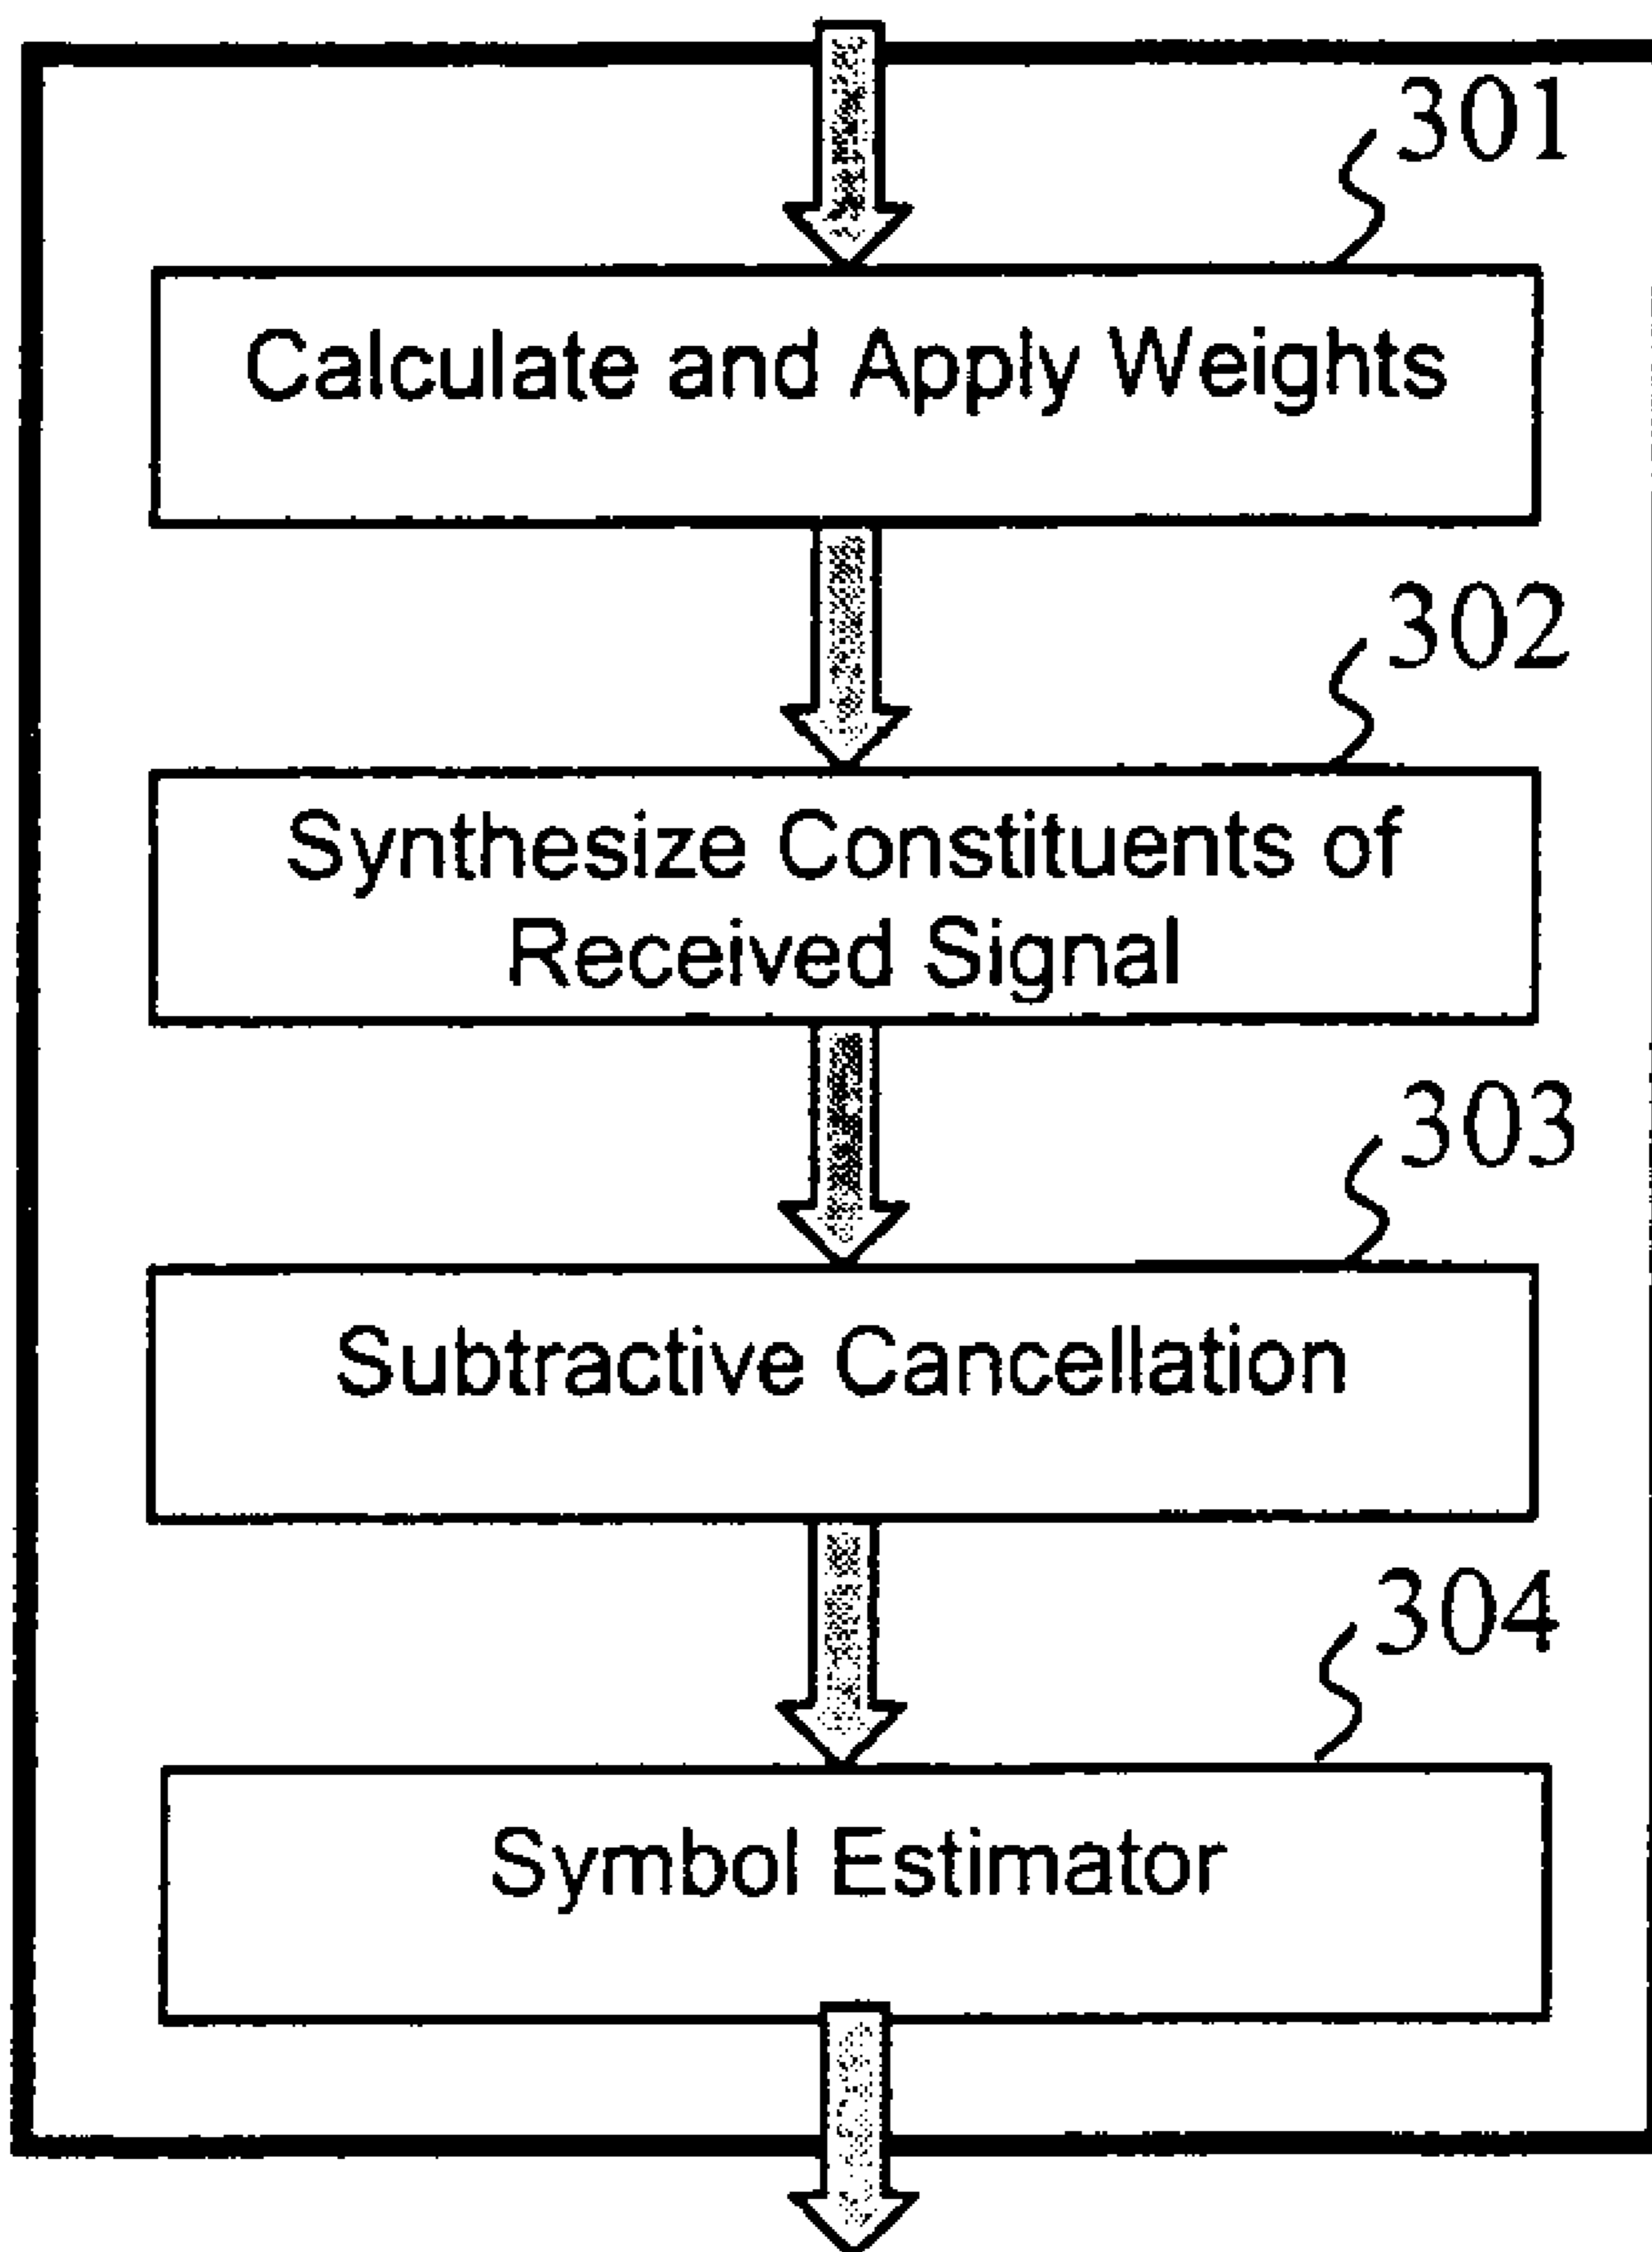 301
Calculate and Apply Weights
302
Synthesize Constituents of
Received Signal
303
Subtractive Cancellation
304
Symbol Estimator